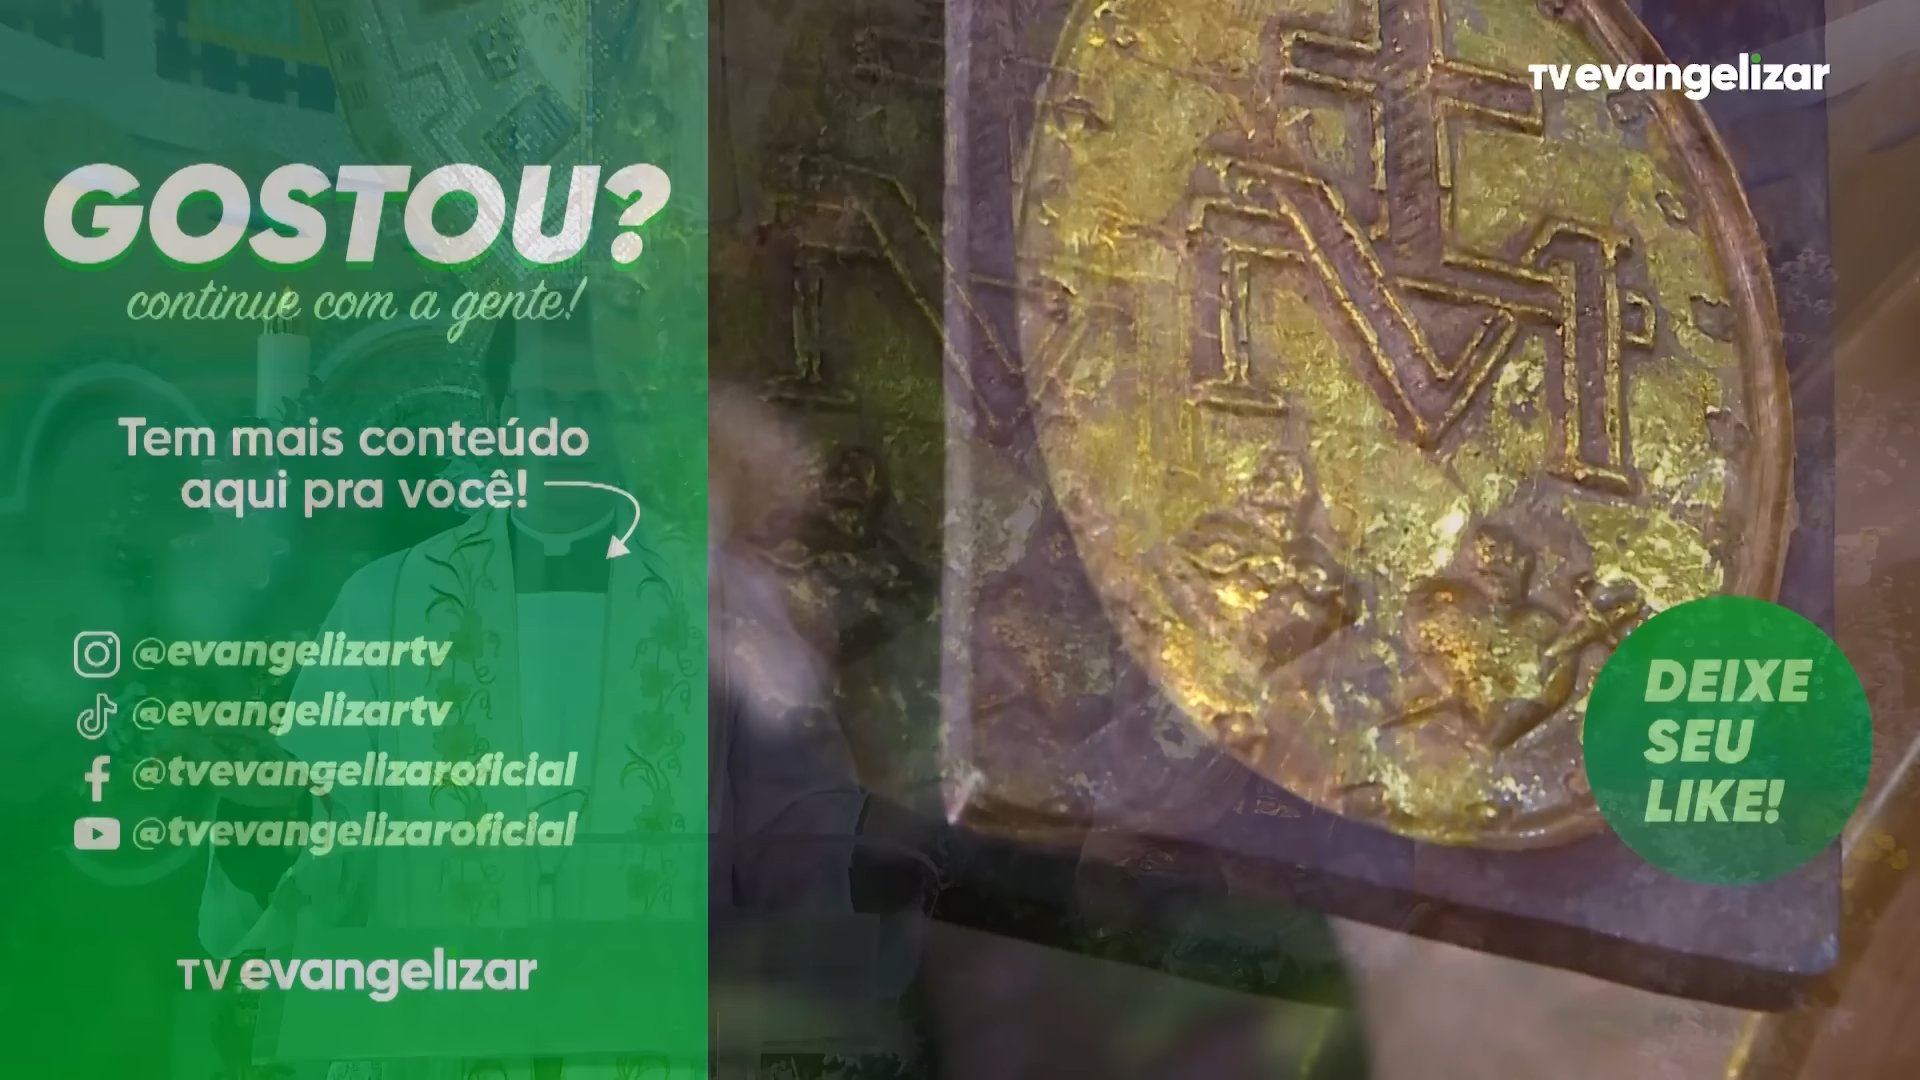 TV evangelizar
GOSTOU?
continue com a gente!
Tem mais conteúdo
aqui pra você!
@evangelizartv
@evangelizartv
@tvevangelizaroficial
@tvevangelizaroficial
TV evangelizar
DEIXE
SEU
LIKE!